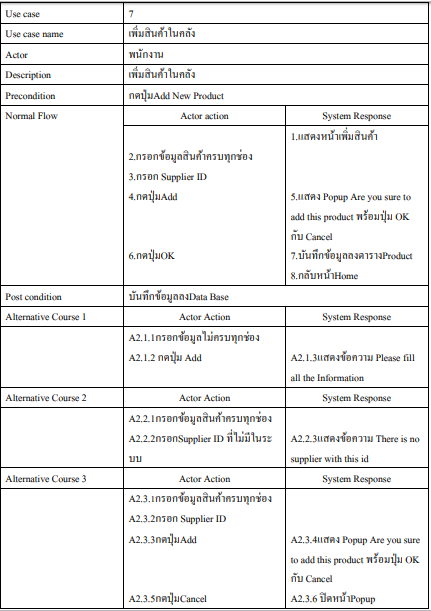 Use case 7
Use case name เพิ่มสินค้าในคลัง
Actor พนักงาน
Description เพิ่มสินค้าในคลัง
Precondition กดปุ่มAdd New Product
Normal Flow Actor action System Response
1.แสดงหน้าเพิ่มสินค้า
2.กรอกข้อมูลสินค้าครบทุกช่อง
3.กรอก Supplier ID
4.กดปุ่มAdd 5.แสดง Popup Are you sure to
add this product พร้อมปุ่ม OK
กับ Cancel
6.กดปุ่มOK 7.บันทึกข้อมูลลงตารางProduct
8.กลับหน้าHome
Post condition บันทึกข้อมูลลงData Base
Alternative Course 1 Actor Action System Response
A2.1.1กรอกข้อมูลไม่ครบทุกช่อง
A2.1.2 กดปุ่ม Add A2.1.3แสดงข้อความ Please fill
all the Information
Alternative Course 2 Actor Action System Response
A2.2.1กรอกข้อมูลสินค้าครบทุกช่อง
A2.2.2กรอกSupplier ID ที่ไม่มีในระ A2.2.3แสดงข้อความ There is no
บบ supplier with this id
Alternative Course 3 Actor Action System Response
A2.3.1กรอกข้อมูลสินค้าครบทุกช่อง
A2.3.2กรอก Supplier ID
A2.3.3กดปุ่มAdd A2.3.4แสดง Popup Are you sure
to add this product พร้อมปุ่ม OK
กับ Cancel
A2.3.5กดปุ่มCancel A2.3.6 ปิดหน้าPopup